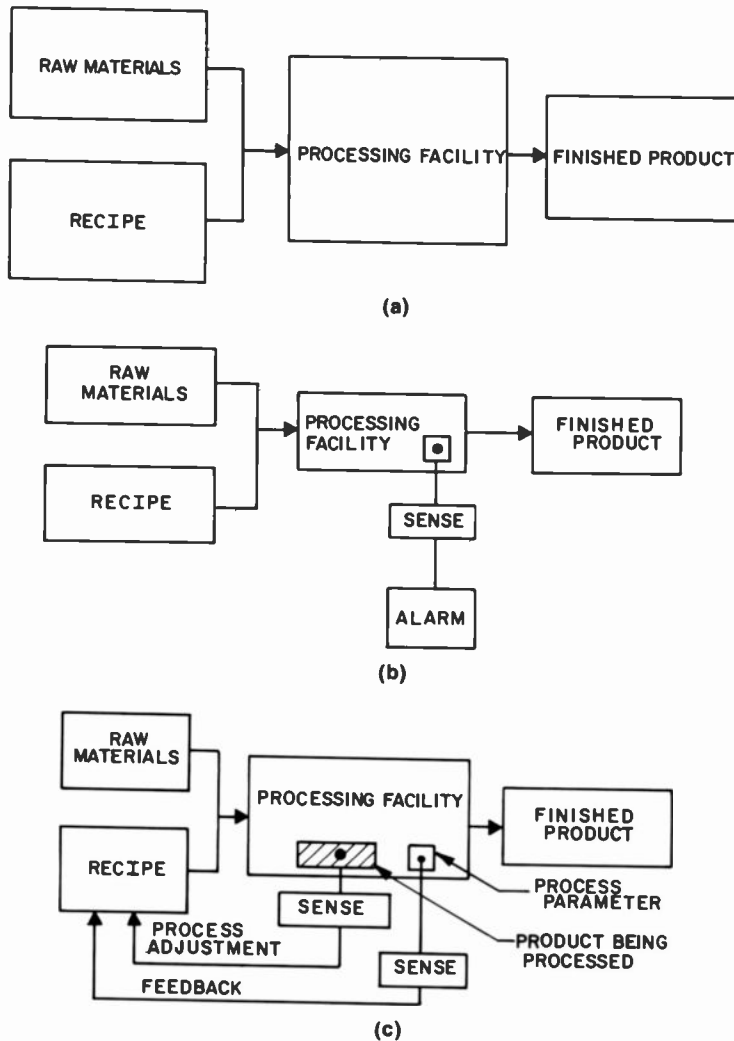 RAW MATERIALS
RECIPE
PROCESSING FACILITY
FINISHED PRODUCT
(a)
RAW
MATERIALS
RECIPE
PROCESSING
FACILITY
FINISHED
PRODUCT
SENSE
ALARM
(b)
RAW
MATERIALS
RECIPE
PROCESSING FACILITY
FINISHED
PRODUCT
SENSE
PROCESS
PARAMETER
PROCESS
ADJUSTMENT
PRODUCT BEING
PROCESSED
SENSE
FEEDBACK
(c)